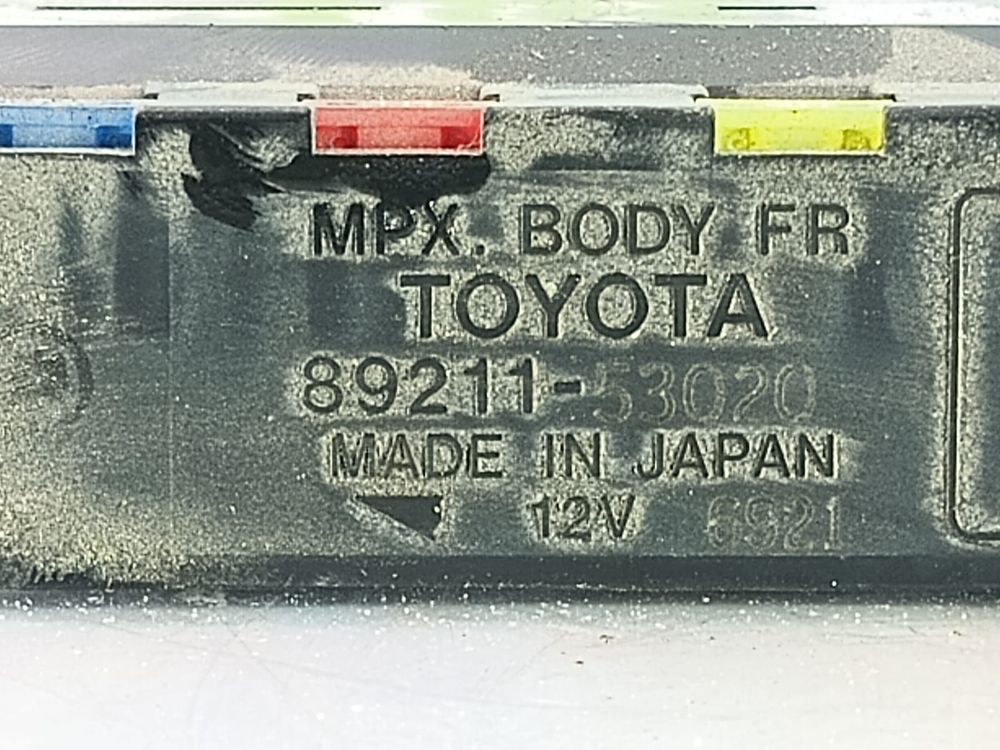 MPX. BODY FR
TOYOTA
89211-53020
MADE IN JAPAN
12V 6921